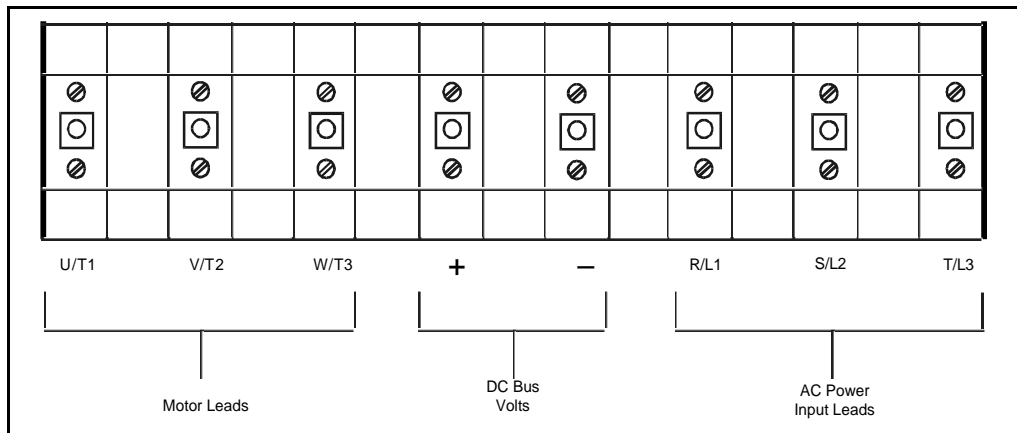 U/T1 V/T2 W/T3 + − R/L1 S/L2 T/L3
Motor Leads
DC Bus
Volts
AC Power
Input Leads